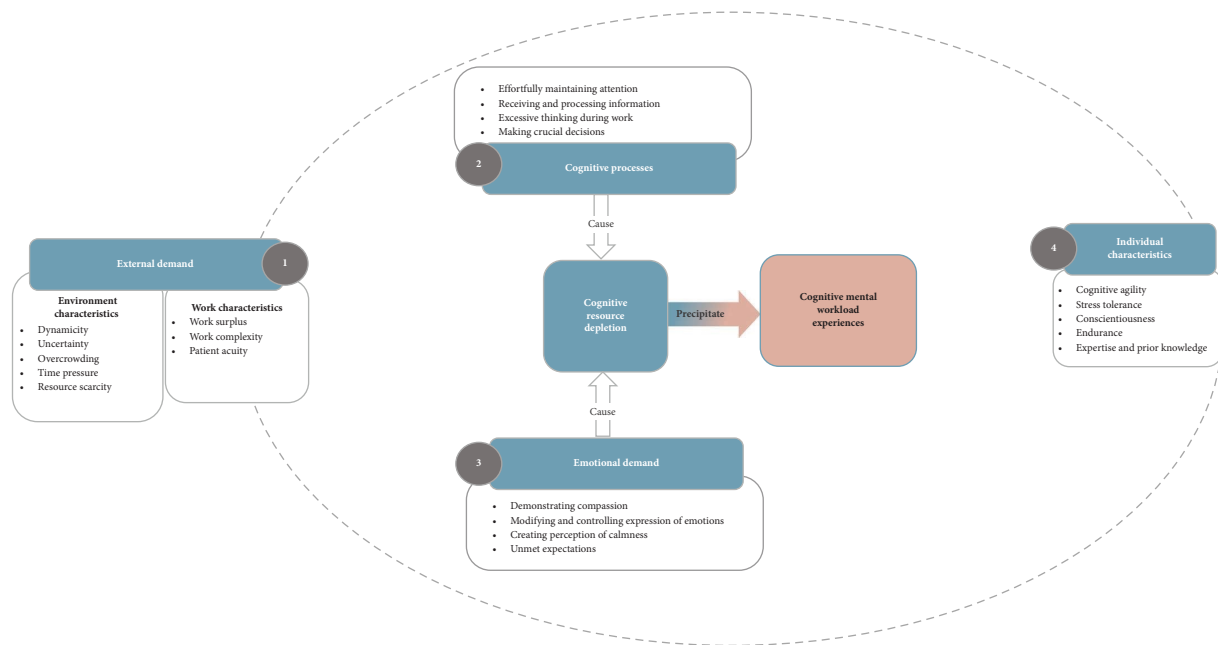 Effortfully maintaining attention
Receiving and processing information
Excessive thinking during work
Making crucial decisions
2
Cognitive processes
Cause
1
External demand
Environment
characteristics
Dynamicity
Uncertainty
Overcrowding
Time pressure
Resource scarcity
Work characteristics
Work surplus
Work complexity
Patient acuity
Cognitive
resource
depletion
Precipitate
Cognitive mental
workload
experiences
4
Individual
characteristics
Cognitive agility
Stress tolerance
Conscientiousness
Endurance
Expertise and prior knowledge
Cause
3
Emotional demand
Demonstrating compassion
Modifying and controlling expression of emotions
Creating perception of calmness
Unmet expectations